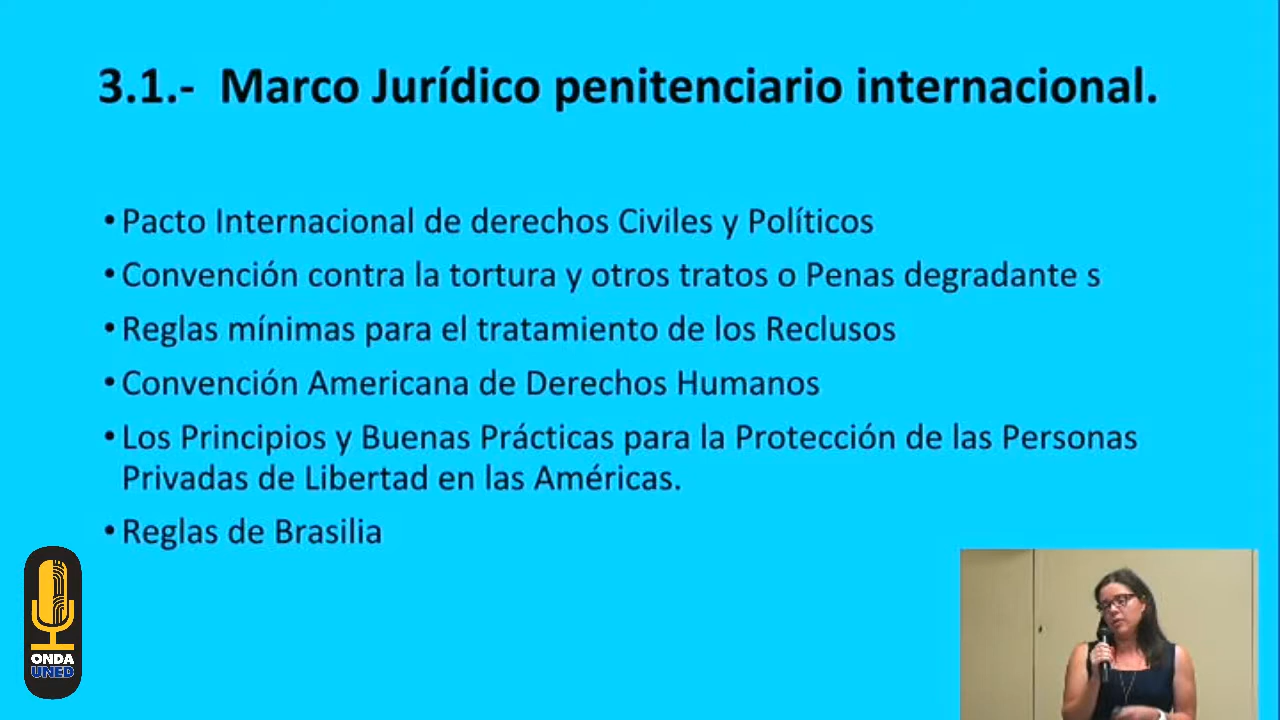 3.1.- Marco Jurídico penitenciario internacional.
• Pacto Internacional de derechos Civiles y Políticos
• Convención contra la tortura y otros tratos o Penas degradante s
• Reglas mínimas para el tratamiento de los Reclusos
• Convención Americana de Derechos Humanos
• Los Principios y Buenas Prácticas para la Protección de las Personas
Privadas de Libertad en las Américas.
• Reglas de Brasilia
ONDA
UNED